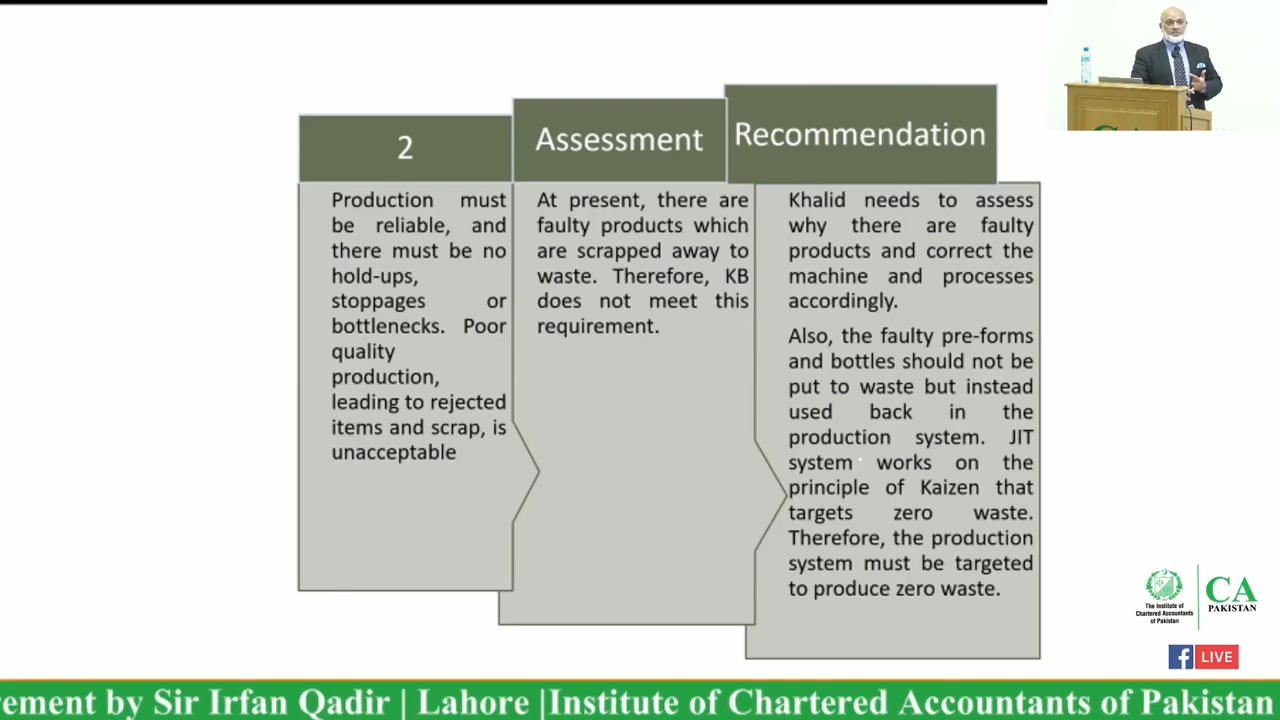 2
Assessment
Recommendation
Production must
be reliable, and
there must be no
hold-ups,
stoppages or
bottlenecks. Poor
quality
production,
leading to rejected
items and scrap, is
unacceptable
At present, there are
faulty products which
are scrapped away to
waste. Therefore, KB
does not meet this
requirement.
Khalid needs to assess
why there are faulty
products and correct the
machine and processes
accordingly.
Also, the faulty pre-forms
and bottles should not be
put to waste but instead
used back in the
production system. JIT
system works on the
principle of Kaizen that
targets zero waste.
Therefore, the production
system must be targeted
to produce zero waste.
The Institute of
Chartered Accountants
of Pakistan
CA
PAKISTAN
f LIVE
rement by Sir Irfan Qadir | Lahore |Institute of Chartered Accountants of Pakistan